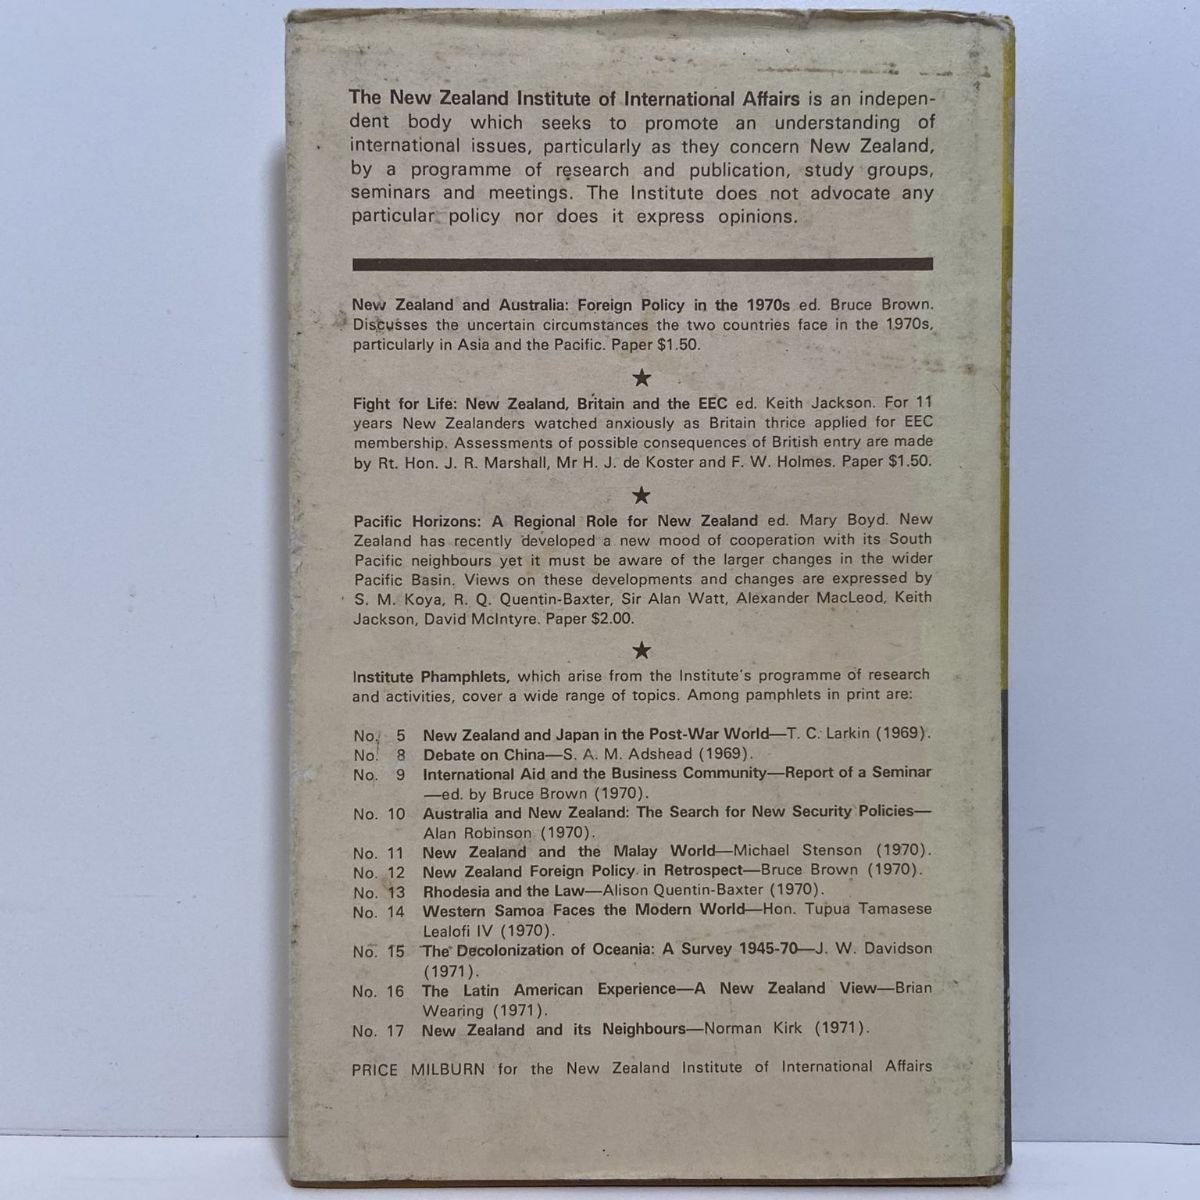 The New Zealand Institute of International Affairs is an indepen-
dent body which seeks to promote an understanding of
international issues, particularly as they concern New Zealand,
by a programme of research and publication, study groups,
seminars and meetings. The Institute does not advocate any
particular policy nor does it express opinions.
New Zealand and Australia: Foreign Policy in the 1970s ed. Bruce Brown.
Discusses the uncertain circumstances the two countries face in the 1970s,
particularly in Asia and the Pacific. Paper $1.50.
★
Fight for Life: New Zealand, Britain and the EEC ed. Keith Jackson. For 11
years New Zealanders watched anxiously as Britain thrice applied for EEC
membership. Assessments of possible consequences of British entry are made
by Rt. Hon. J. R. Marshall, Mr H. J. de Koster and F. W. Holmes. Paper $1.50.
★
Pacific Horizons: A Regional Role for New Zealand ed. Mary Boyd. New
Zealand has recently developed a new mood of cooperation with its South
Pacific neighbours yet it must be aware of the larger changes in the wider
Pacific Basin. Views on these developments and changes are expressed by
S. M. Koya, R. Q. Quentin-Baxter, Sir Alan Watt, Alexander MacLeod, Keith
Jackson, David McIntyre. Paper $2.00.
★
Institute Phamphlets, which arise from the Institute's programme of research
and activities, cover a wide range of topics. Among pamphlets in print are:
No. 5 New Zealand and Japan in the Post-War World—T. C. Larkin (1969).
No. 8 Debate on China—S. A. M. Adshead (1969).
No. 9 International Aid and the Business Community—Report of a Seminar
—ed. by Bruce Brown (1970).
No. 10 Australia and New Zealand: The Search for New Security Policies—
Alan Robinson (1970).
No. 11 New Zealand and the Malay World—Michael Stenson (1970).
No. 12 New Zealand Foreign Policy in Retrospect—Bruce Brown (1970).
No. 13 Rhodesia and the Law—Alison Quentin-Baxter (1970).
No. 14 Western Samoa Faces the Modern World—Hon. Tupua Tamasese
Lealofi IV (1970).
No. 15 The Decolonization of Oceania: A Survey 1945-70—J. W. Davidson
(1971).
No. 16 The Latin American Experience—A New Zealand View—Brian
Wearing (1971).
No. 17 New Zealand and its Neighbours—Norman Kirk (1971).
PRICE MILBURN for the New Zealand Institute of International Affairs